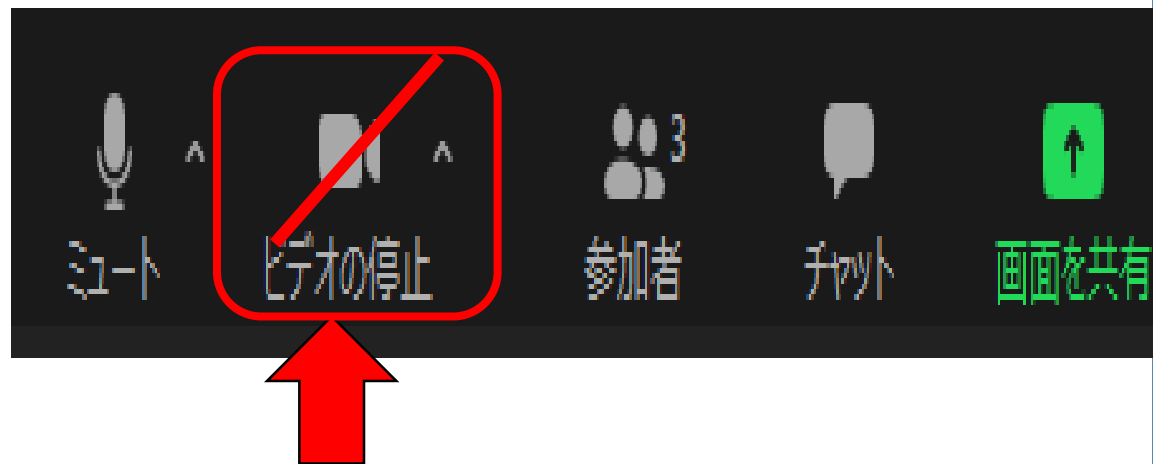 3
ミュート
ビデオの停止
参加者
チャット
画面を共有